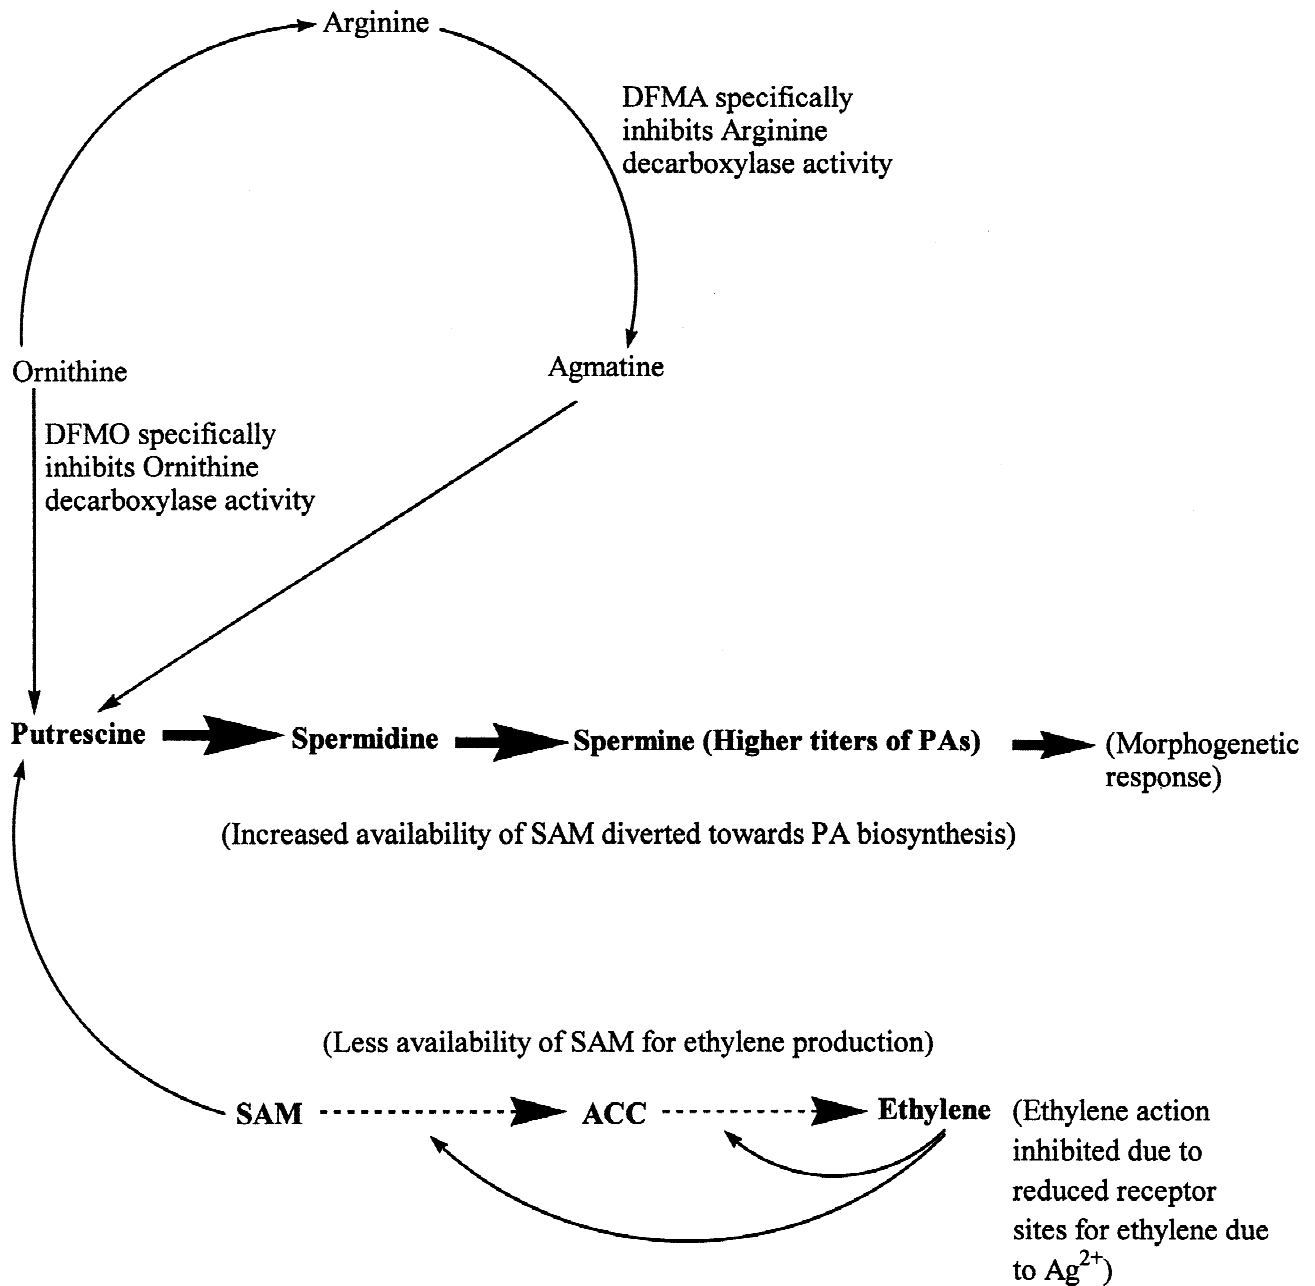 Arginine
DFMA specifically
inhibits Arginine
decarboxylase activity
Ornithine
Agmatine
DFMO specifically
inhibits Ornithine
decarboxylase activity
Putrescine
Spermidine
Spermine (Higher titers of PAs)
(Morphogenetic
response)
(Increased availability of SAM diverted towards PA biosynthesis)
(Less availability of SAM for ethylene production)
SAM
ACC
Ethylene
(Ethylene action
inhibited due to
reduced receptor
sites for ethylene due
to Ag²⁺)